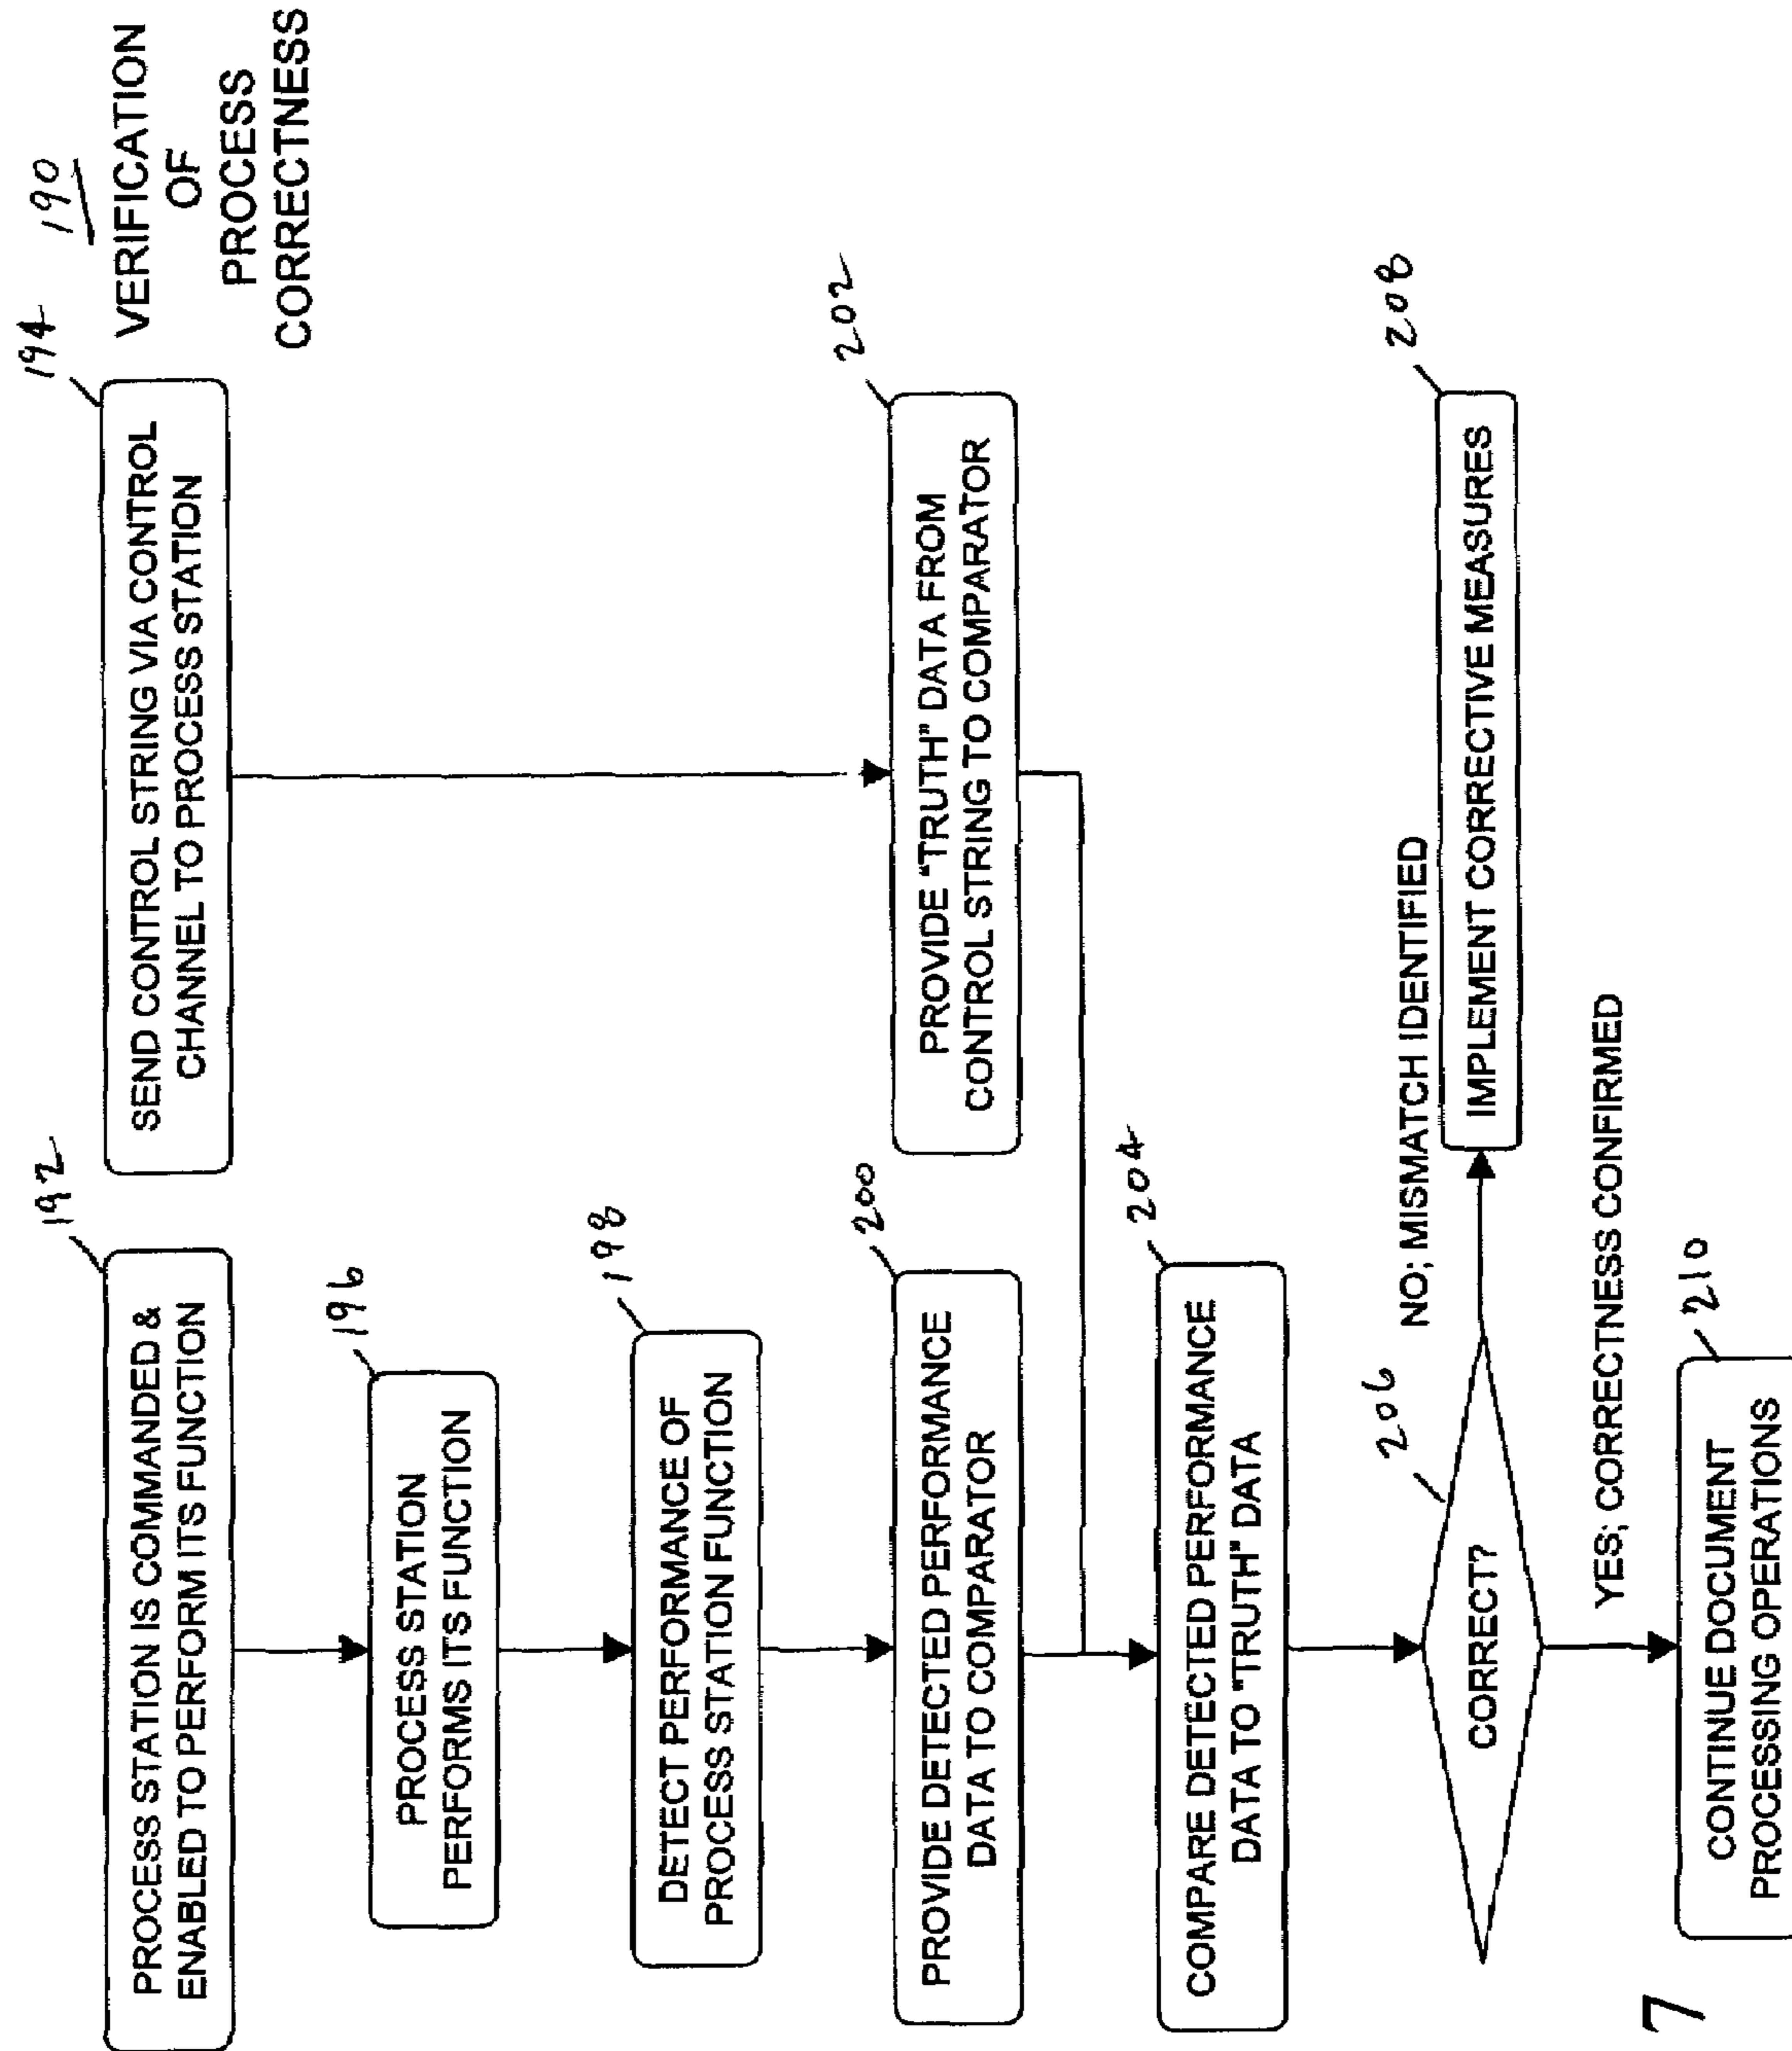 190
VERIFICATION
OF
PROCESS
CORRECTNESS
192
PROCESS STATION IS COMMANDED &
ENABLED TO PERFORM ITS FUNCTION
194
SEND CONTROL STRING VIA CONTROL
CHANNEL TO PROCESS STATION
196
PROCESS STATION
PERFORMS ITS FUNCTION
198
DETECT PERFORMANCE OF
PROCESS STATION FUNCTION
200
PROVIDE DETECTED PERFORMANCE
DATA TO COMPARATOR
202
PROVIDE "TRUTH" DATA FROM
CONTROL STRING TO COMPARATOR
204
COMPARE DETECTED PERFORMANCE
DATA TO "TRUTH" DATA
206
CORRECT?
NO; MISMATCH IDENTIFIED
208
IMPLEMENT CORRECTIVE MEASURES
YES; CORRECTNESS CONFIRMED
210
CONTINUE DOCUMENT
PROCESSING OPERATIONS
7